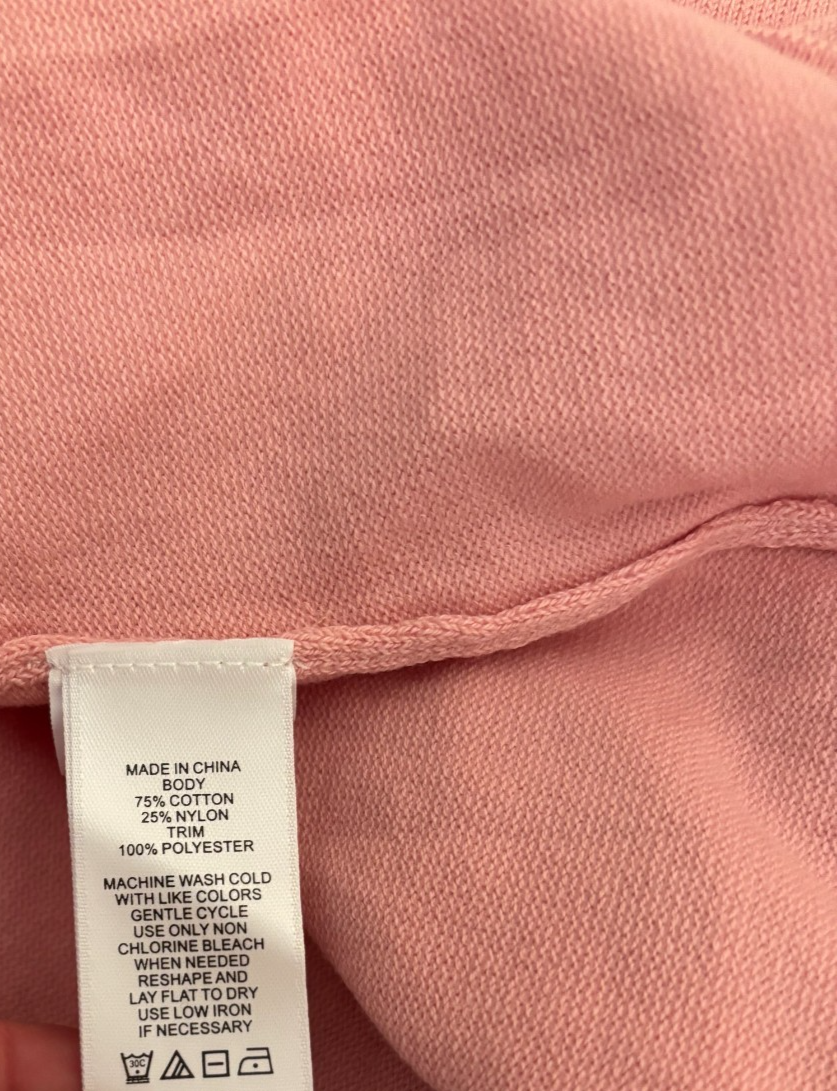 MADE IN CHINA
BODY
75% COTTON
25% NYLON
TRIM
100% POLYESTER
MACHINE WASH COLD
WITH LIKE COLORS
GENTLE CYCLE
USE ONLY NON
CHLORINE BLEACH
WHEN NEEDED
RESHAPE AND
LAY FLAT TO DRY
USE LOW IRON
IF NECESSARY
30C